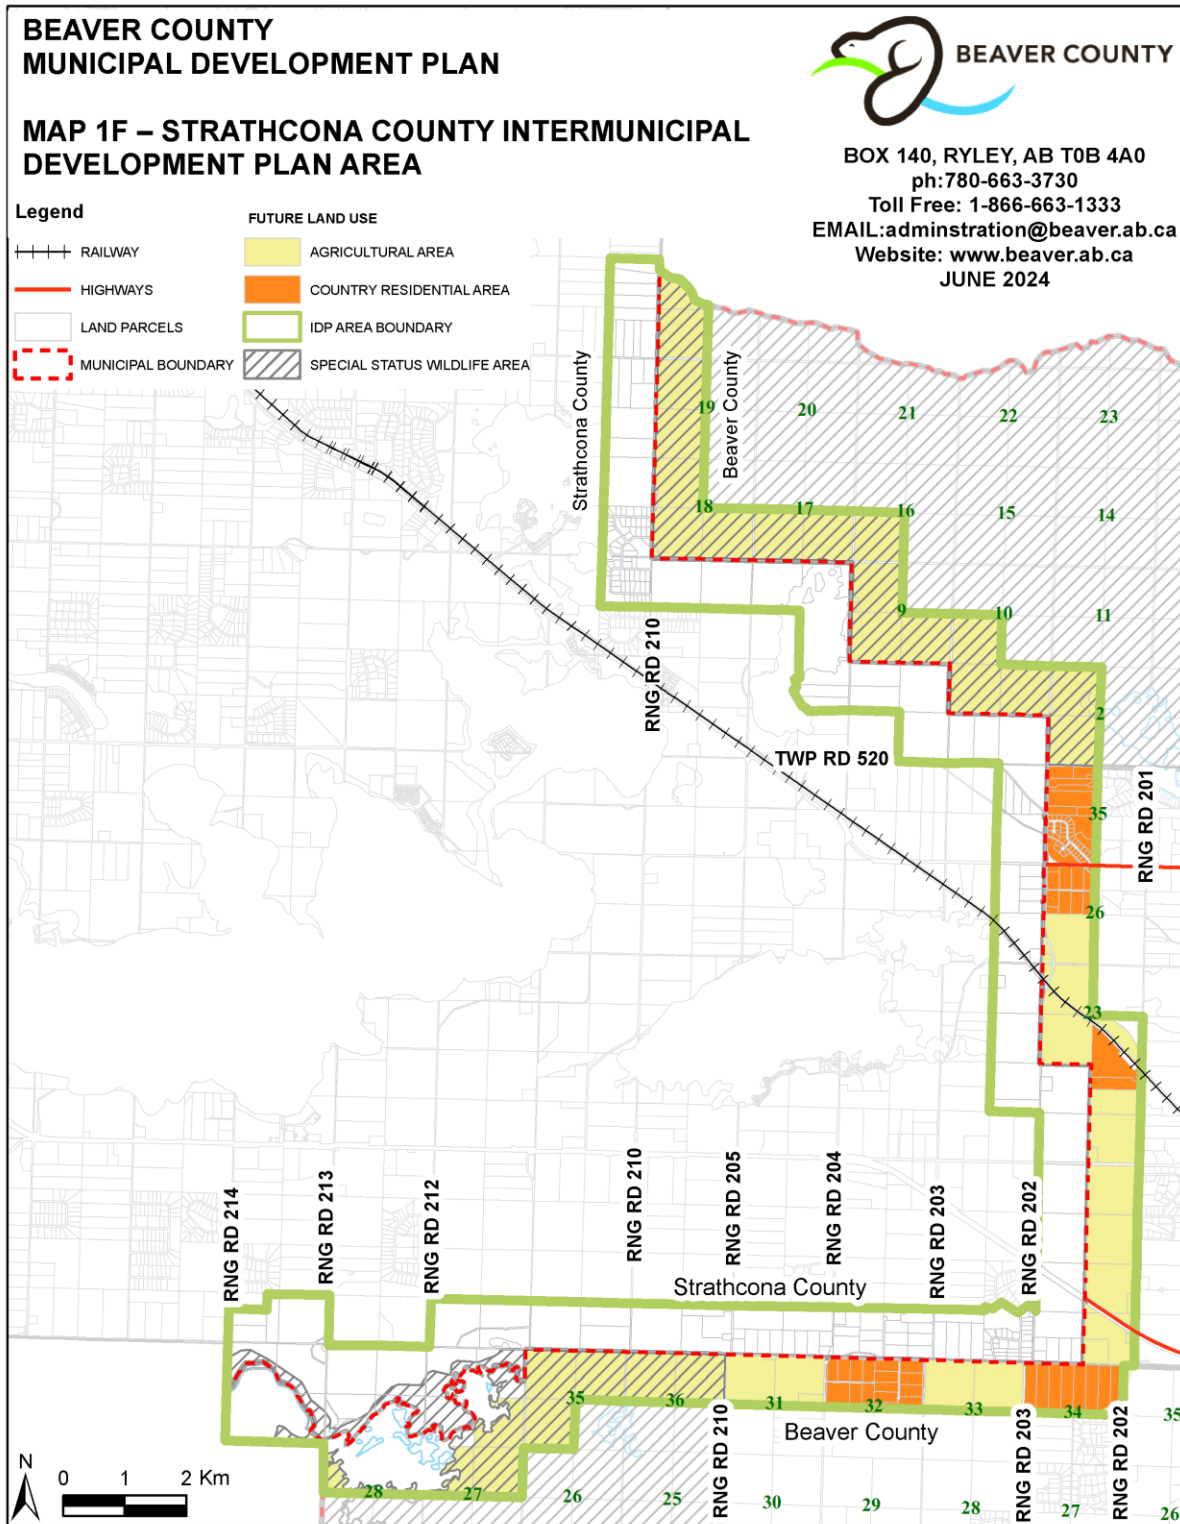 BEAVER COUNTY
MUNICIPAL DEVELOPMENT PLAN
MAP 1F – STRATHCONA COUNTY INTERMUNICIPAL
DEVELOPMENT PLAN AREA
BEAVER COUNTY
BOX 140, RYLEY, AB T0B 4A0
ph:780-663-3730
Toll Free: 1-866-663-1333
EMAIL:adminstration@beaver.ab.ca
Website: www.beaver.ab.ca
JUNE 2024
Legend
RAILWAY
HIGHWAYS
LAND PARCELS
MUNICIPAL BOUNDARY
FUTURE LAND USE
AGRICULTURAL AREA
COUNTRY RESIDENTIAL AREA
IDP AREA BOUNDARY
SPECIAL STATUS WILDLIFE AREA
Strathcona County
Beaver County
19
20
21
22
23
18
17
16
15
14
9
10
11
RNG RD 210
2
TWP RD 520
35
RNG RD 201
26
23
RNG RD 214
RNG RD 213
RNG RD 212
RNG RD 210
RNG RD 205
RNG RD 204
RNG RD 203
RNG RD 202
Strathcona County
35
36
31
32
33
34
35
Beaver County
RNG RD 210
RNG RD 203
RNG RD 202
28
27
26
25
30
29
28
27
26
N
0 1 2 Km